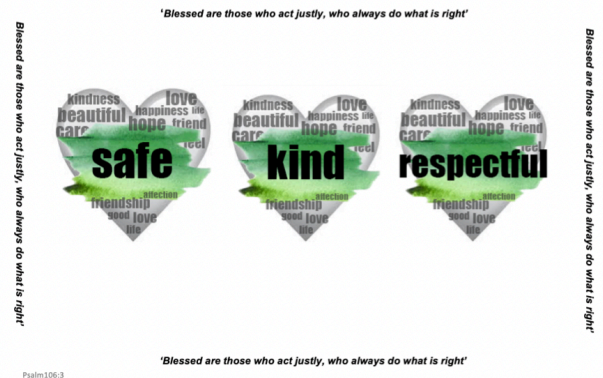 ‘Blessed are those who act justly, who always do what is right’
Blessed are those who act justly, who always do what is right’
kindness
love
happiness life
beautiful
hope friend
care
feel
safe
affection
friendship
good love
life
kindness
love
happiness life
beautiful
hope friend
care
feel
kind
affection
friendship
good love
life
kindness
love
happiness life
beautiful
hope friend
care
feel
respectful
affection
friendship
good love
life
Blessed are those who act justly, who always do what is right’
‘Blessed are those who act justly, who always do what is right’
Psalm106:3